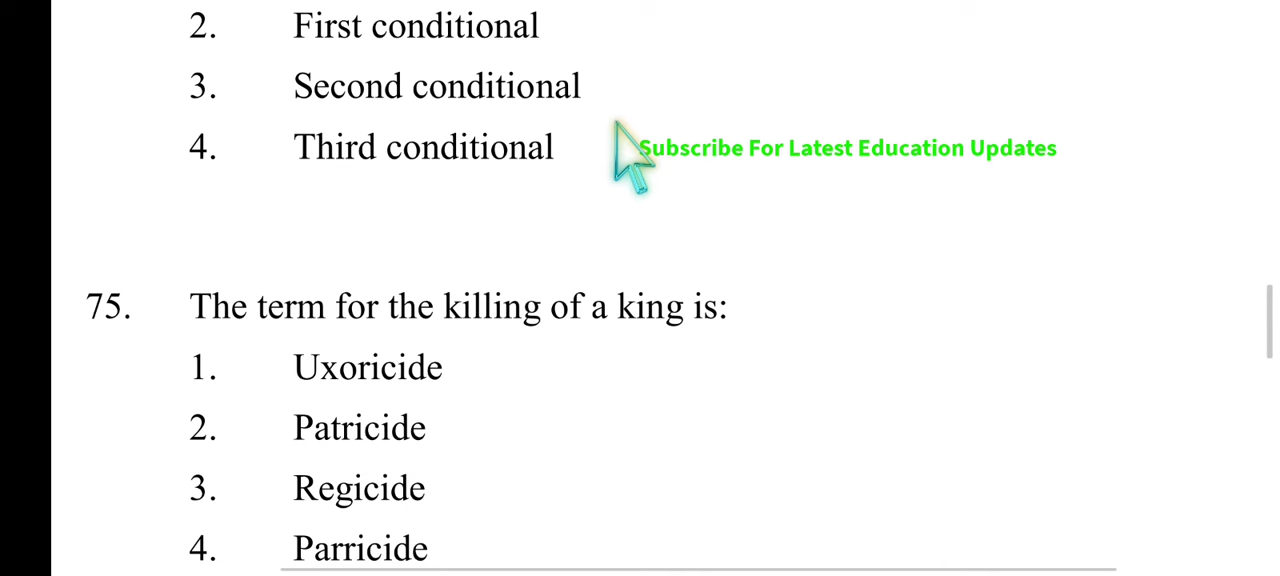 2. First conditional
3. Second conditional
4. Third conditional
Subscribe For Latest Education Updates
75. The term for the killing of a king is:
1. Uxoricide
2. Patricide
3. Regicide
4. Parricide